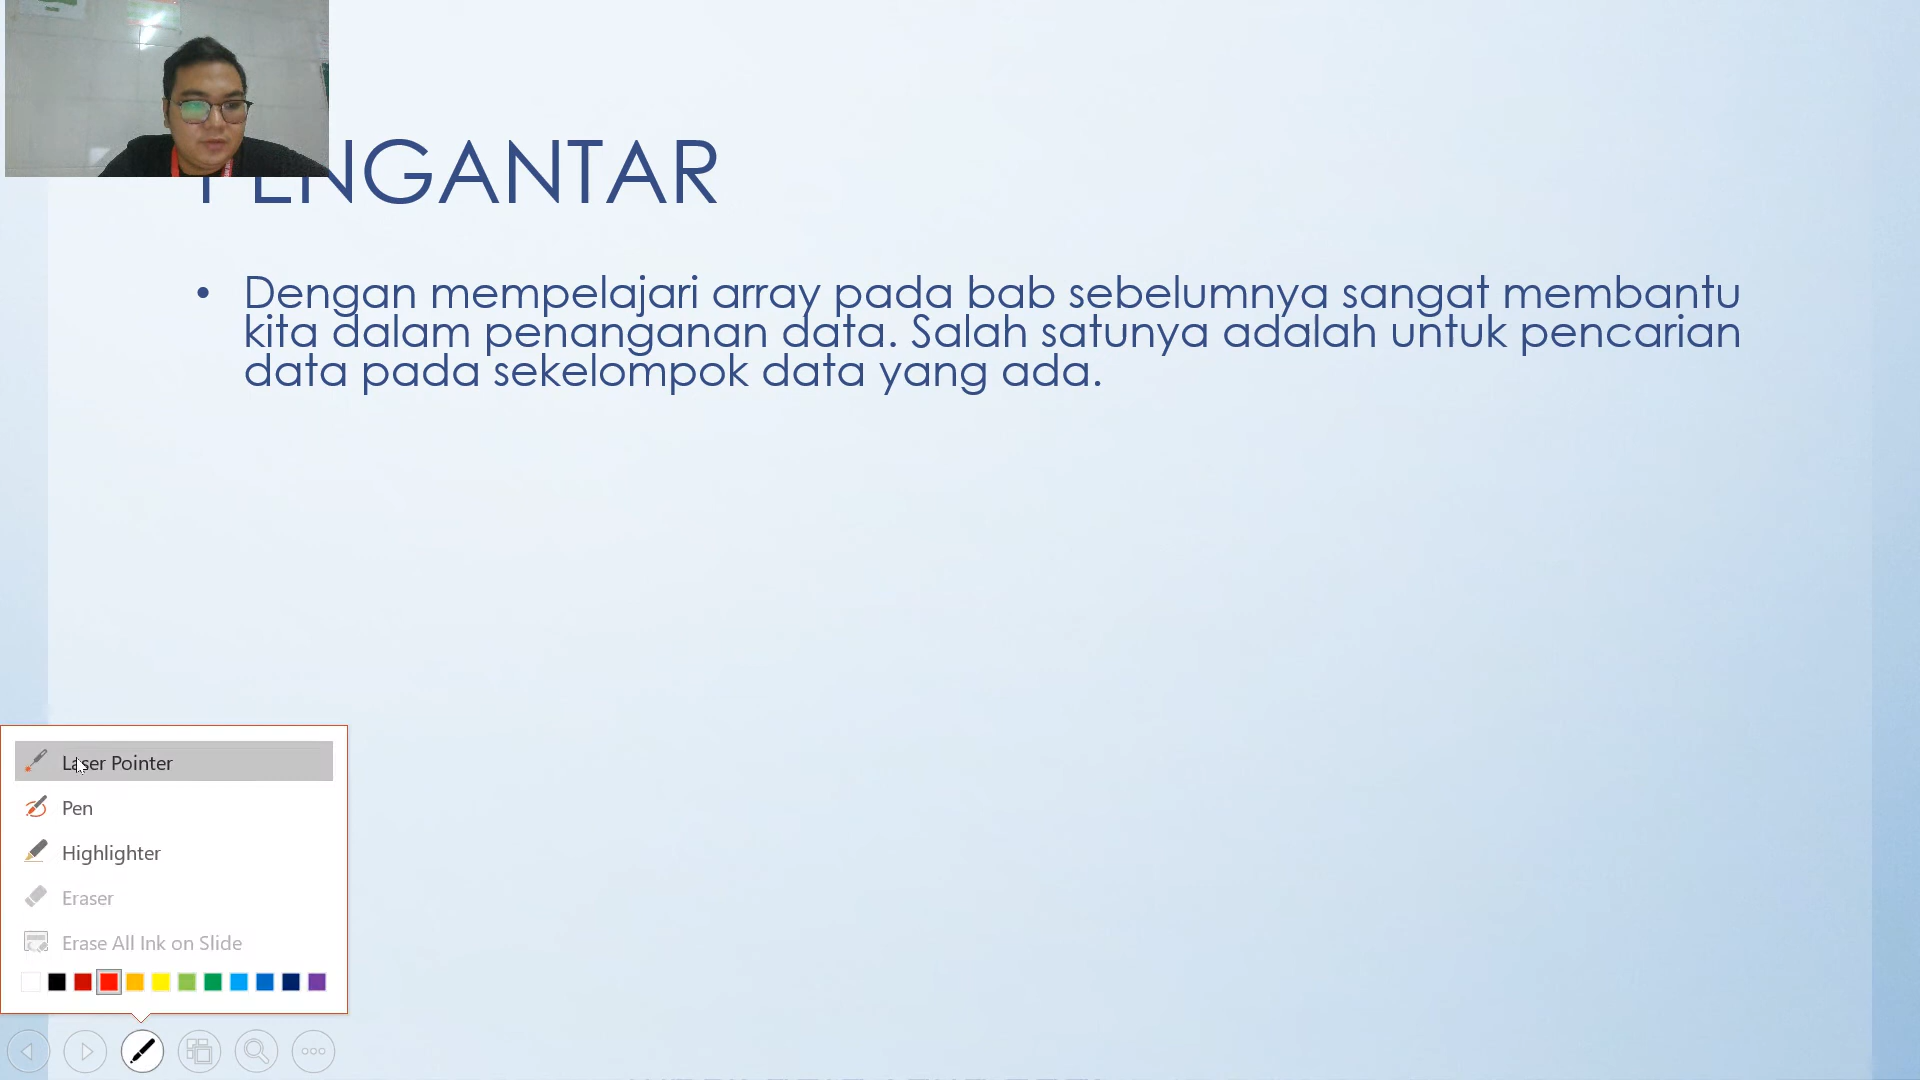 PENGANTAR
• Dengan mempelajari array pada bab sebelumnya sangat membantu
kita dalam penanganan data. Salah satunya adalah untuk pencarian
data pada sekelompok data yang ada.
Laser Pointer
Pen
Highlighter
Eraser
Erase All Ink on Slide